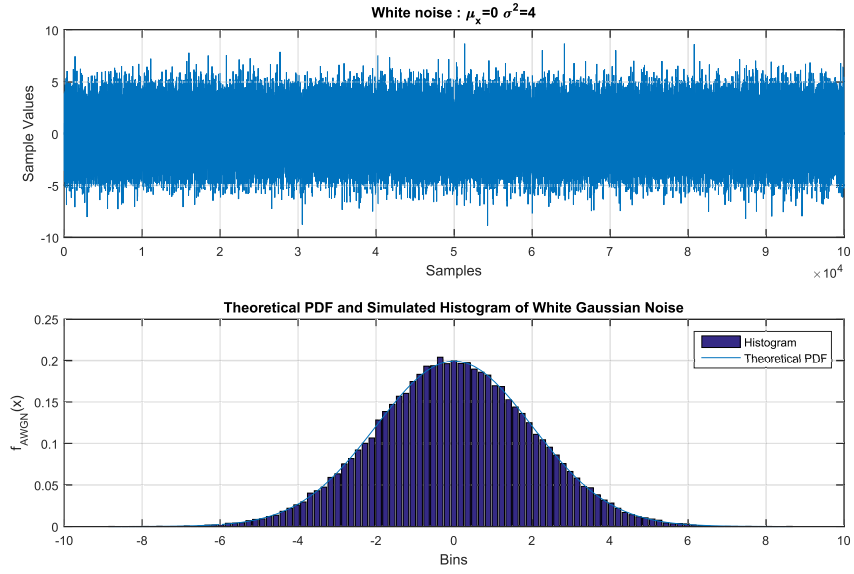 White noise : μx=0 σ²=4
10
5
0
-5
-10
Sample Values
0 1 2 3 4 5 6 7 8 9 10
Samples
×10⁴
Theoretical PDF and Simulated Histogram of White Gaussian Noise
0.25
0.2
0.15
0.1
0.05
0
fAWGN(x)
Histogram
Theoretical PDF
-10 -8 -6 -4 -2 0 2 4 6 8 10
Bins